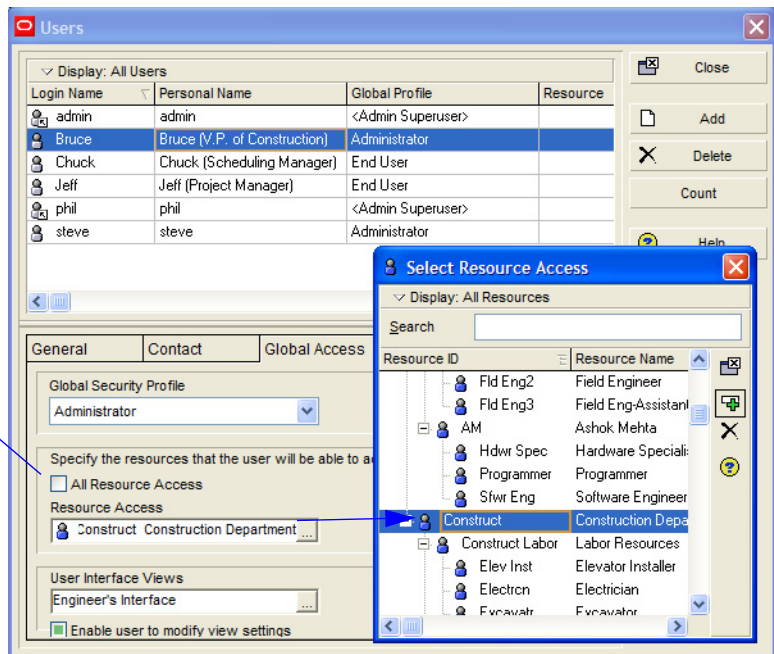 Users
Display: All Users
Login Name Personal Name Global Profile Resource
admin admin <Admin Superuser>
Bruce Bruce (V.P. of Construction) Administrator
Chuck Chuck (Scheduling Manager) End User
Jeff Jeff (Project Manager) End User
phil phil <Admin Superuser>
steve steve Administrator
Close
Add
Delete
Count
Help
General Contact Global Access
Global Security Profile
Administrator
Specify the resources that the user will be able to
All Resource Access
Resource Access
Construct Construction Department ...
User Interface Views
Engineer's Interface ...
Enable user to modify view settings
Select Resource Access
Display: All Resources
Search
Resource ID Resource Name
Fld Eng2 Field Engineer
Fld Eng3 Field Eng-Assistant
AM Ashok Mehta
Hdwr Spec Hardware Speciali
Programmer Programmer
Sfwr Eng Software Engineer
Construct Construction Depa
Construct Labor Labor Resources
Elev Inst Elevator Installer
Electrcn Electrician
Excavatr Excavator